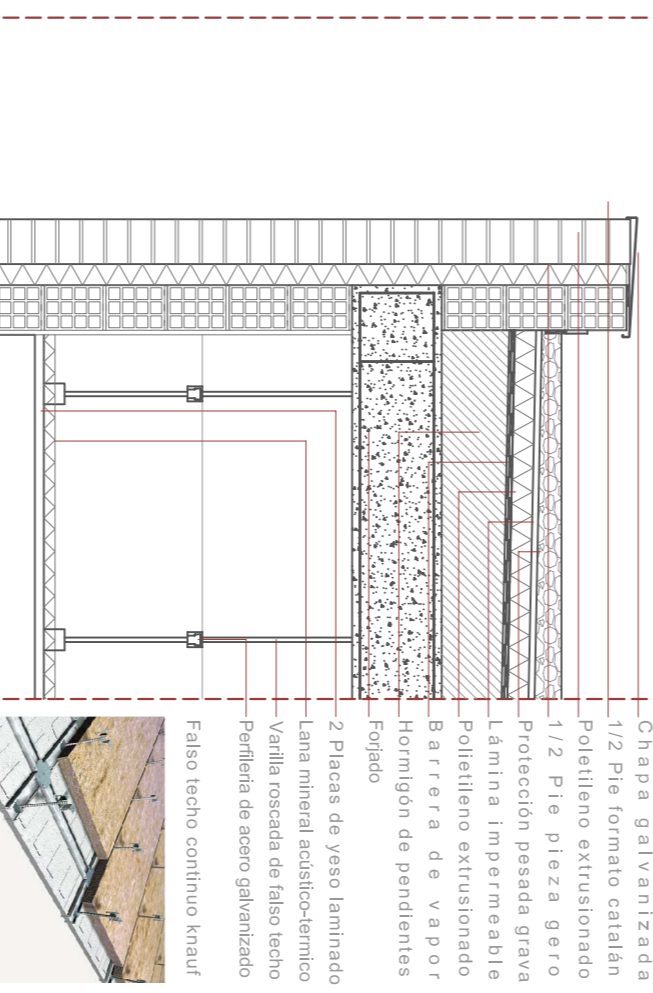 Chapa galvanizada
1/2 Pie formato catalán
Poletileno extrusionado
1/2 Pie pieza gero
Protección pesada grava
Lámina impermeable
Polietileno extrusionado
Barrera de vapor
Hormigón de pendientes
Forjado
2 Placas de yeso laminado
Lana mineral acústico-termico
Varilla roscada de falso techo
Perfileria de acero galvanizado
Falso techo continuo knauf